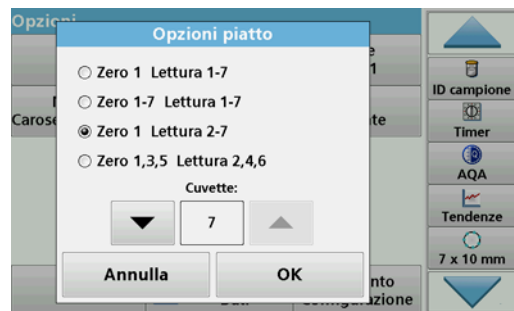 Opzioni
Opzioni piatto
Zero 1 Lettura 1-7
Zero 1-7 Lettura 1-7
Zero 1 Lettura 2-7
Zero 1,3,5 Lettura 2,4,6
Cuvette:
7
Annulla
OK
ID campione
Timer
AQA
Tendenze
7 x 10 mm